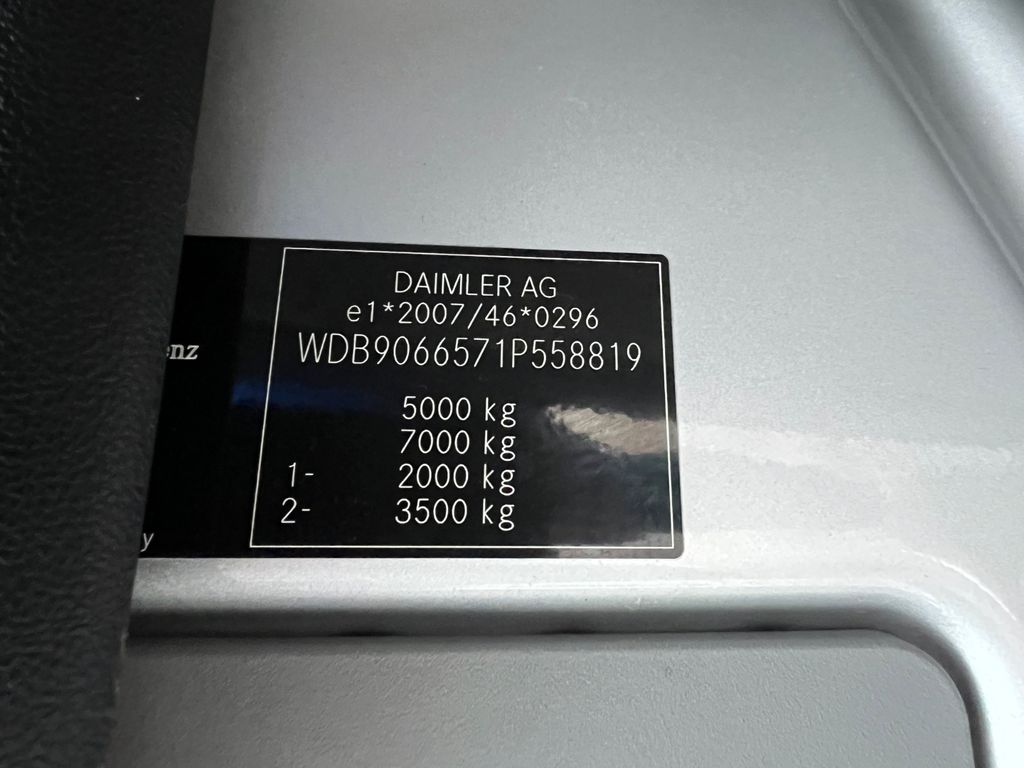 DAIMLER AG
e1*2007/46*0296
WDB9066571P558819
5000 kg
7000 kg
1- 2000 kg
2- 3500 kg